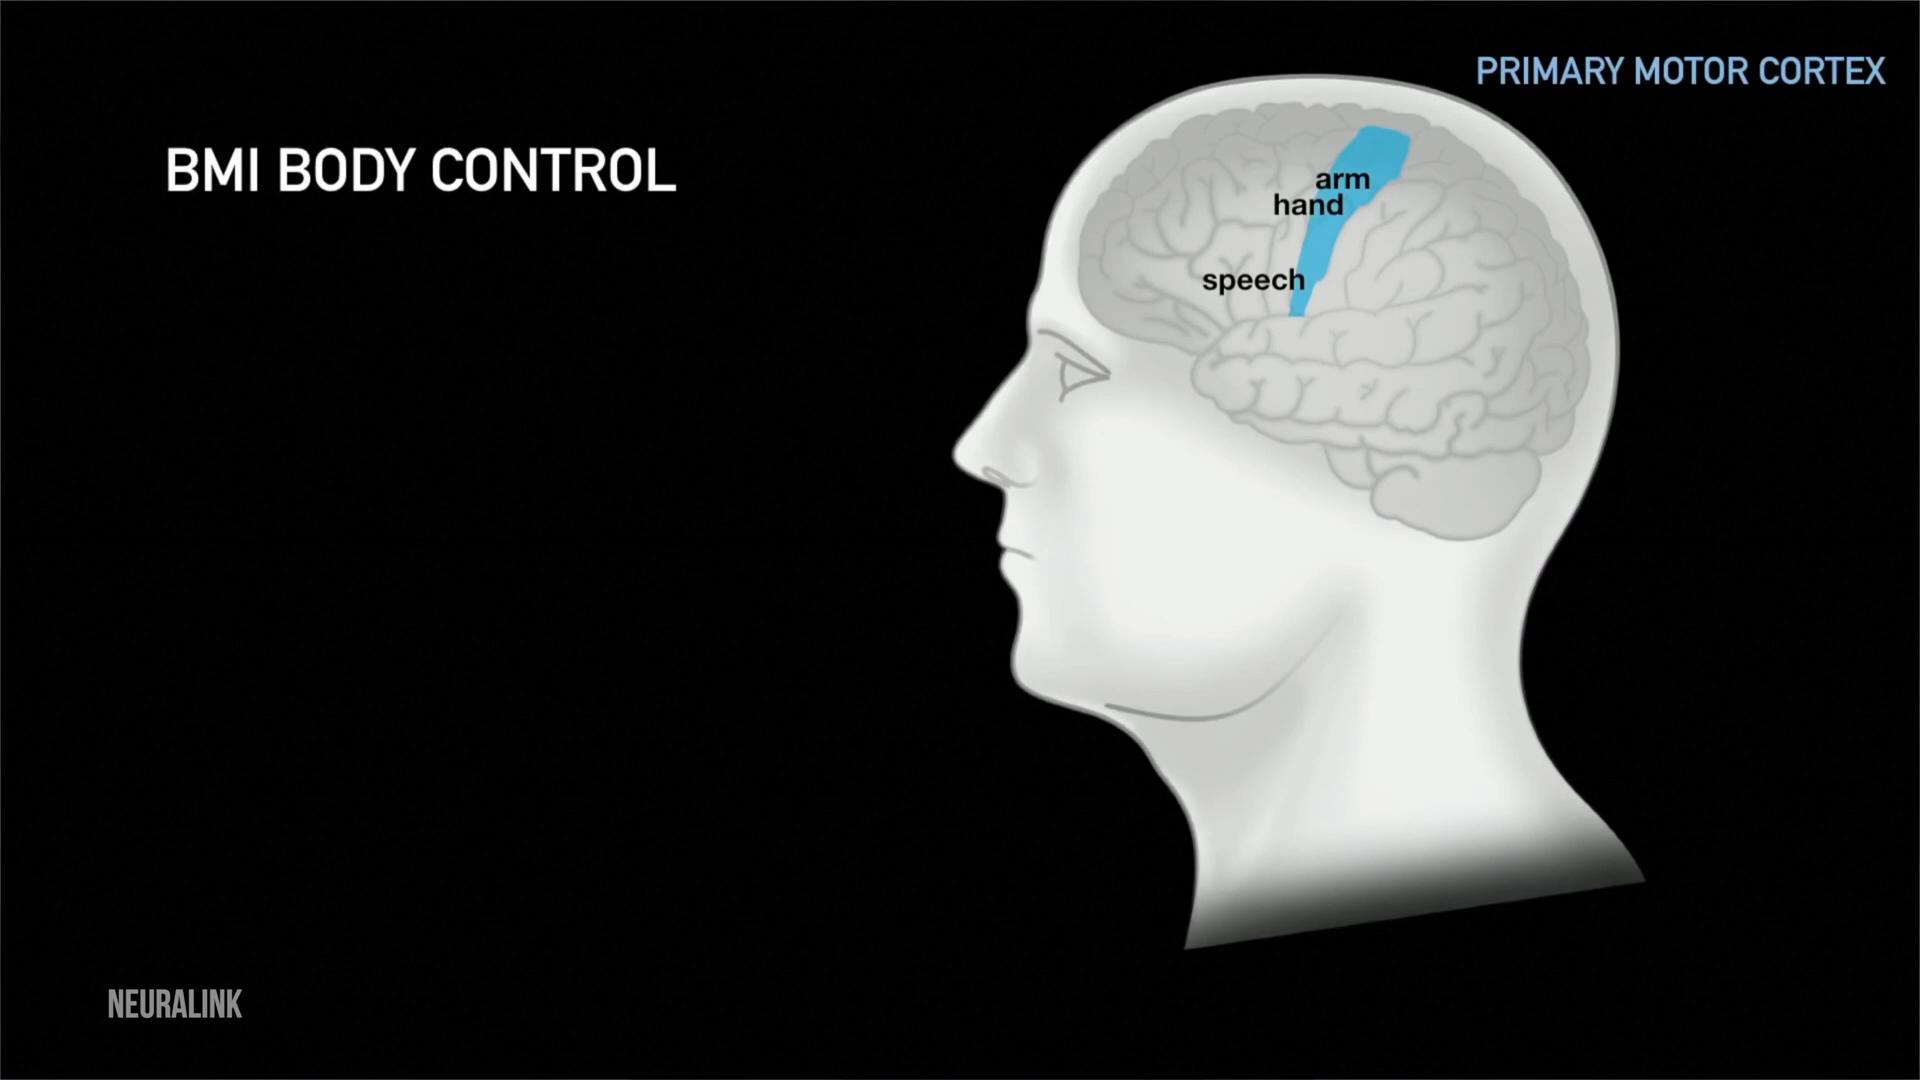 PRIMARY MOTOR CORTEX
BMI BODY CONTROL
arm
hand
speech
NEURALINK